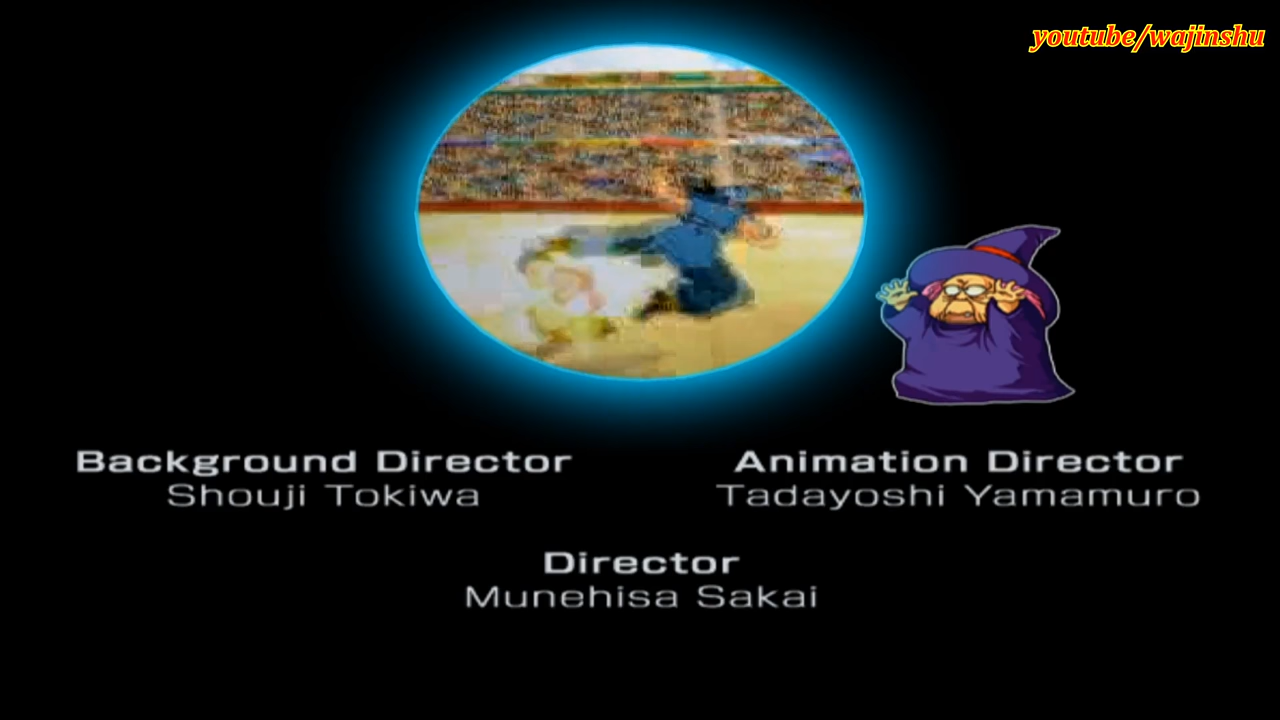 youtube/wajinshu
Background Director
Shouji Tokiwa
Animation Director
Tadayoshi Yamamuro
Director
Munehisa Sakai